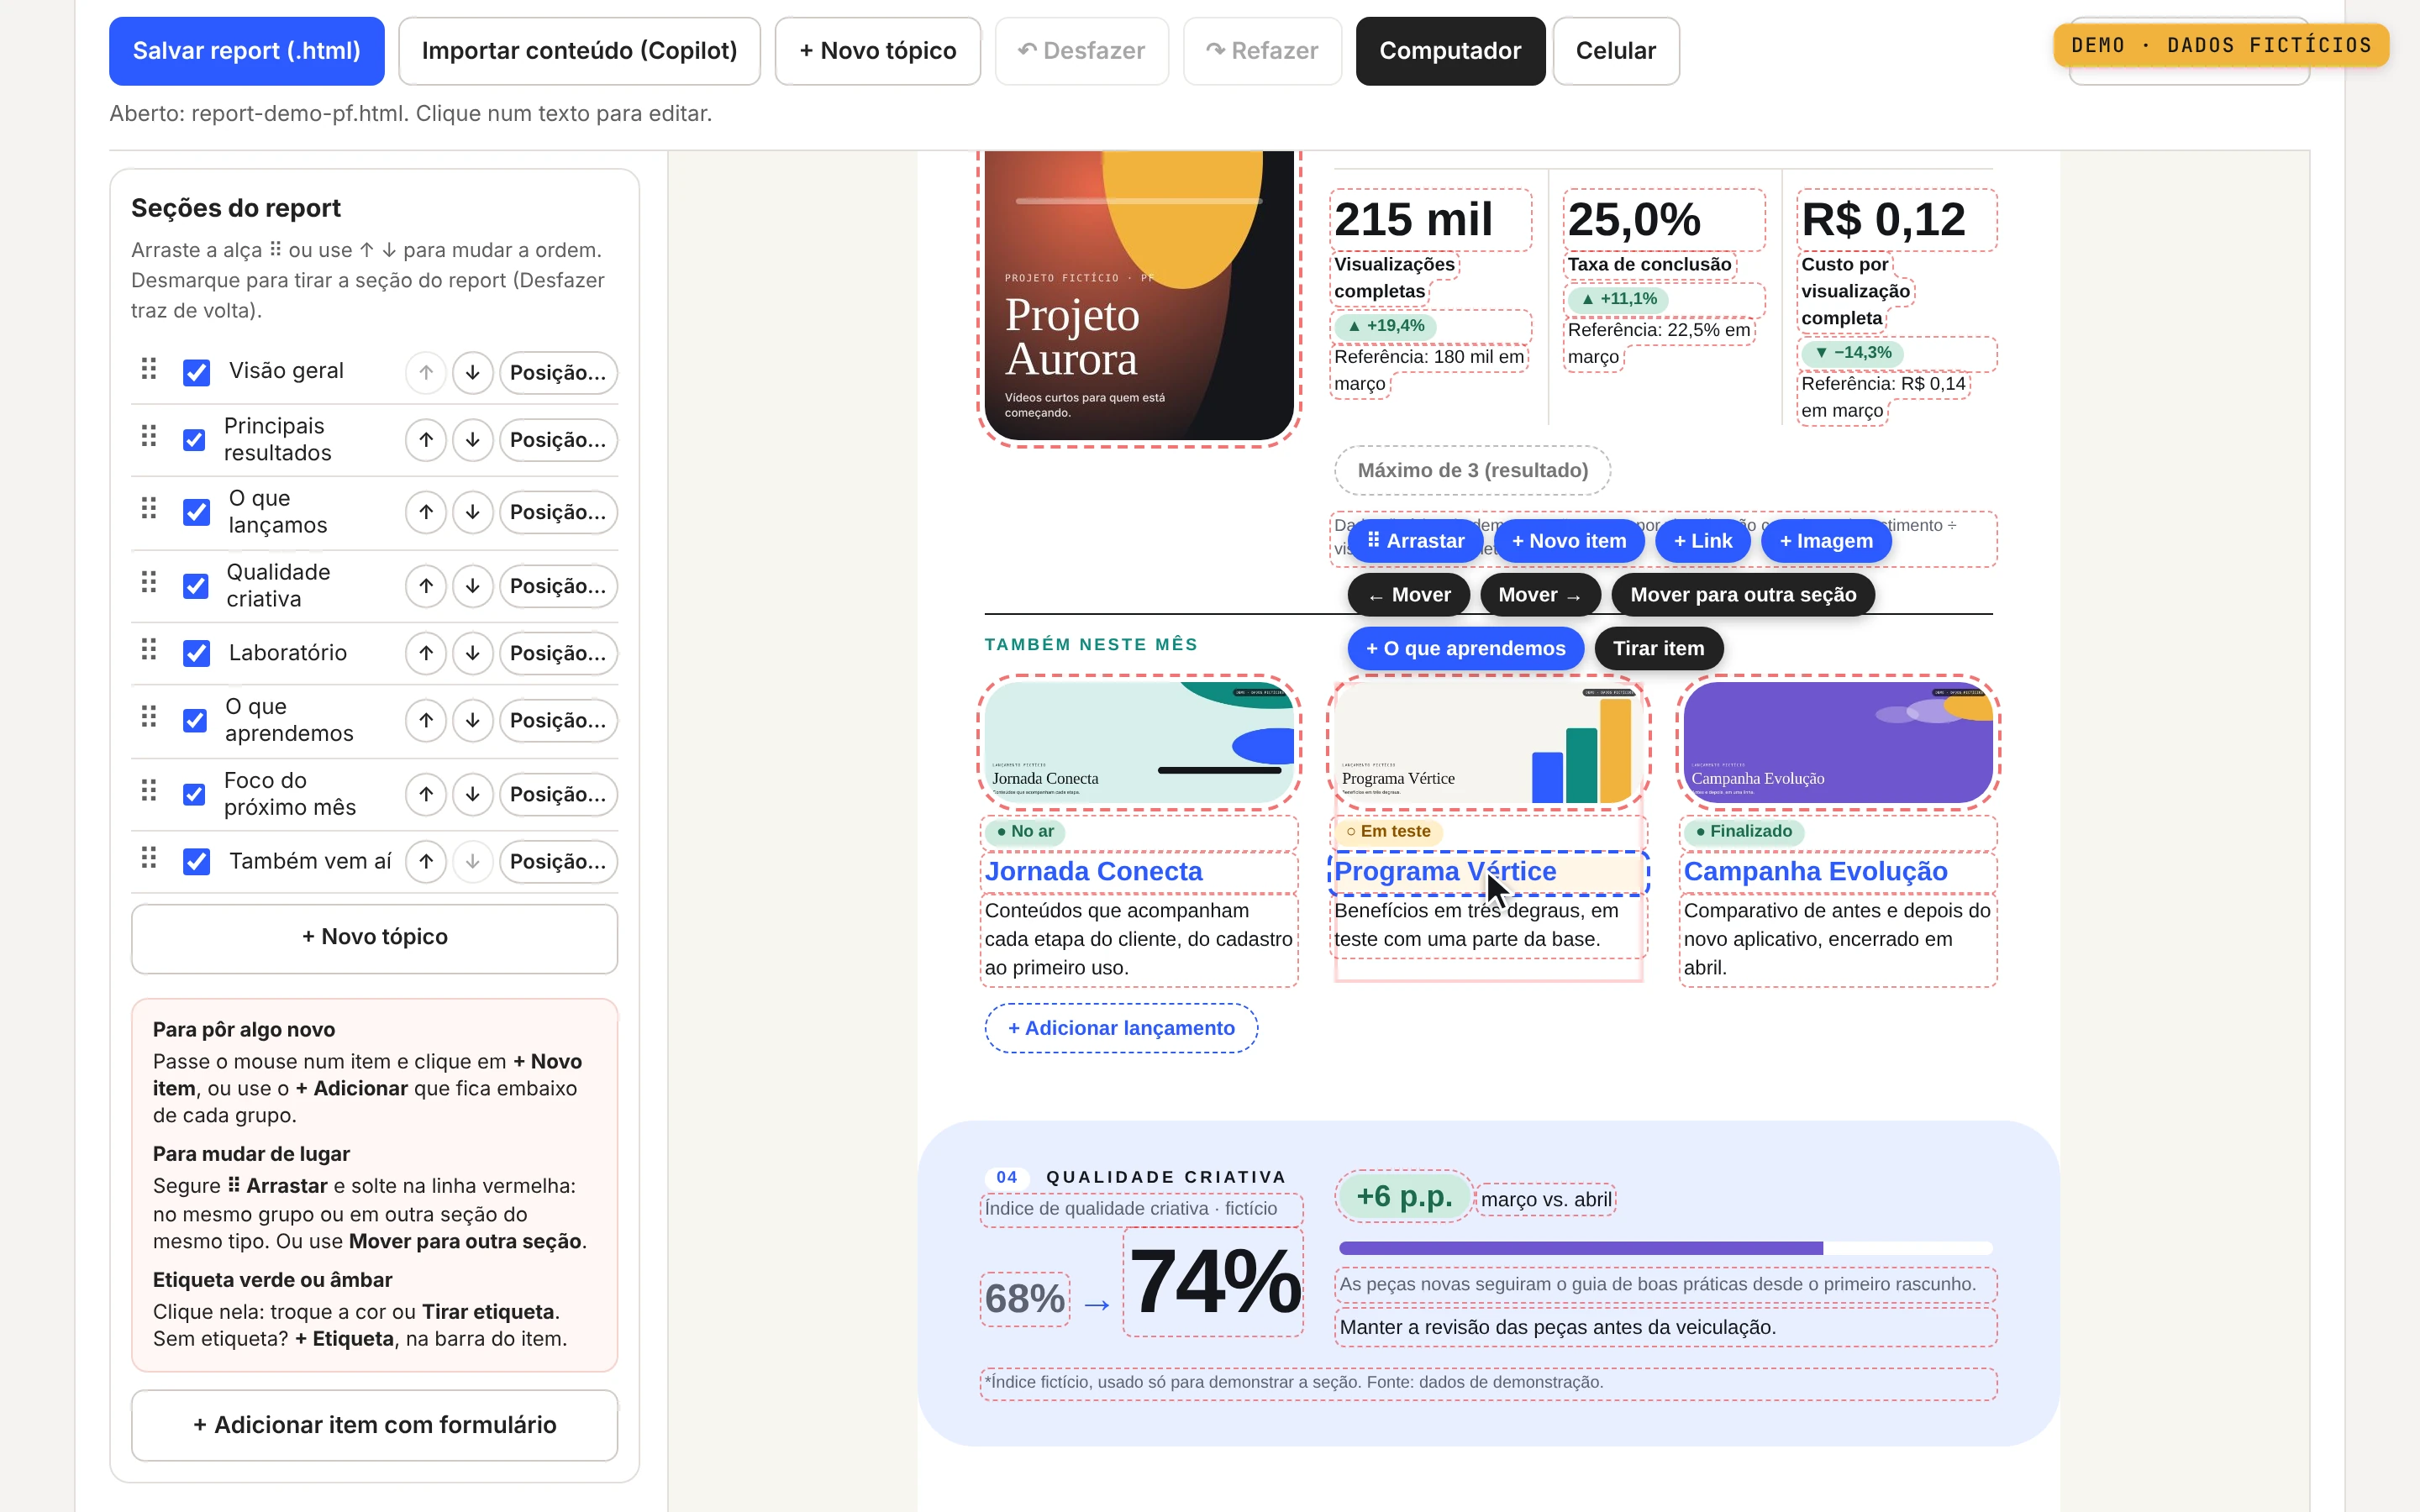 Salvar report (.html)
Importar conteúdo (Copilot)
+ Novo tópico
↶ Desfazer
↷ Refazer
Computador
Celular
DEMO · DADOS FICTÍCIOS
Aberto: report-demo-pf.html. Clique num texto para editar.
Seções do report
Arraste a alça ⠿ ou use ↑ ↓ para mudar a ordem.
Desmarque para tirar a seção do report (Desfazer
traz de volta).
Visão geral
↑ ↓ Posição...
Principais
resultados
↑ ↓ Posição...
O que
lançamos
↑ ↓ Posição...
Qualidade
criativa
↑ ↓ Posição...
Laboratório
↑ ↓ Posição...
O que
aprendemos
↑ ↓ Posição...
Foco do
próximo mês
↑ ↓ Posição...
Também vem aí
↑ ↓ Posição...
+ Novo tópico
Para pôr algo novo
Passe o mouse num item e clique em + Novo
item, ou use o + Adicionar que fica embaixo
de cada grupo.
Para mudar de lugar
Segure ⠿ Arrastar e solte na linha vermelha:
no mesmo grupo ou em outra seção do
mesmo tipo. Ou use Mover para outra seção.
Etiqueta verde ou âmbar
Clique nela: troque a cor ou Tirar etiqueta.
Sem etiqueta? + Etiqueta, na barra do item.
+ Adicionar item com formulário
PROJETO FICTÍCIO · PF
Projeto
Aurora
Vídeos curtos para quem está
começando.
215 mil
Visualizações
completas
▲ +19,4%
Referência: 180 mil em
março
25,0%
Taxa de conclusão
▲ +11,1%
Referência: 22,5% em
março
R$ 0,12
Custo por
visualização
completa
▼ −14,3%
Referência: R$ 0,14
em março
Máximo de 3 (resultado)
⠿ Arrastar
+ Novo item
+ Link
+ Imagem
← Mover
Mover →
Mover para outra seção
+ O que aprendemos
Tirar item
TAMBÉM NESTE MÊS
LANÇAMENTO FICTÍCIO
Jornada Conecta
Conteúdos que acompanham cada etapa.
● No ar
Jornada Conecta
Conteúdos que acompanham
cada etapa do cliente, do cadastro
ao primeiro uso.
LANÇAMENTO FICTÍCIO
Programa Vértice
Benefícios em três degraus.
○ Em teste
Programa Vértice
Benefícios em três degraus, em
teste com uma parte da base.
LANÇAMENTO FICTÍCIO
Campanha Evolução
● Finalizado
Campanha Evolução
Comparativo de antes e depois do
novo aplicativo, encerrado em
abril.
+ Adicionar lançamento
04 QUALIDADE CRIATIVA
Índice de qualidade criativa · fictício
68% → 74%
+6 p.p. março vs. abril
As peças novas seguiram o guia de boas práticas desde o primeiro rascunho.
Manter a revisão das peças antes da veiculação.
*Índice fictício, usado só para demonstrar a seção. Fonte: dados de demonstração.